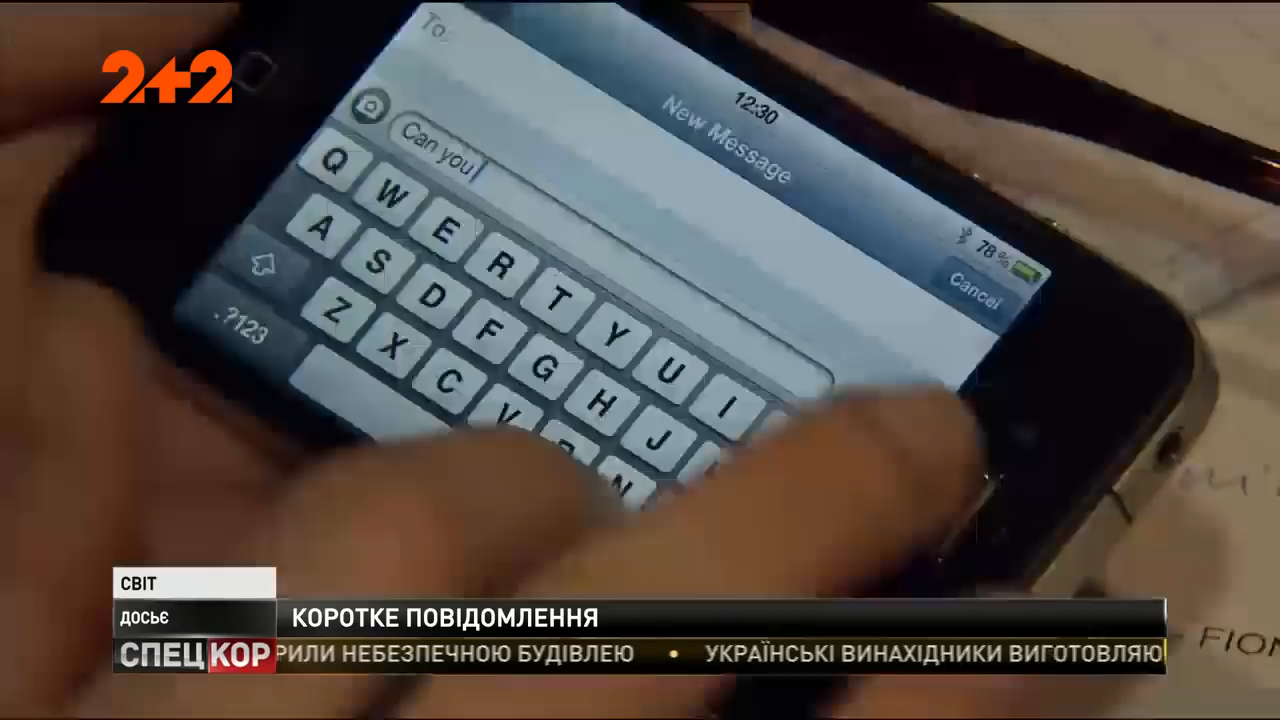 2+2
To:
12:30
New Message
78%
Cancel
Can you
Q W E R T Y U I
A S D F G H J
Z X C V N
.?123
СВІТ
ДОСЬЄ
КОРОТКЕ ПОВІДОМЛЕННЯ
СПЕЦКОР
РИЛИ НЕБЕЗПЕЧНОЮ БУДІВЛЕЮ • УКРАЇНСЬКІ ВИНАХІДНИКИ ВИГОТОВЛЯЮ